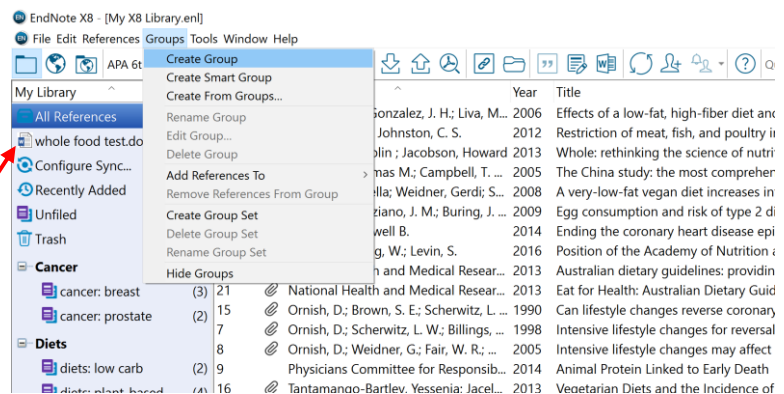 EndNote X8 - [My X8 Library.enl]
File Edit References Groups Tools Window Help
APA 6t
Create Group
Create Smart Group
Create From Groups...
Rename Group
Edit Group...
Delete Group
Add References To
Remove References From Group
Create Group Set
Delete Group Set
Rename Group Set
Hide Groups
My Library
All References
whole food test.do
Configure Sync...
Recently Added
Unfiled
Trash
Cancer
cancer: breast (3)
cancer: prostate (2)
Diets
diets: low carb (2)
diets: plant-based (4)
Year Title
Gonzalez, J. H.; Liva, M... 2006 Effects of a low-fat, high-fiber diet and
Johnston, C. S. 2012 Restriction of meat, fish, and poultry i
; Jacobson, Howard 2013 Whole: rethinking the science of nutri
M.; Campbell, T. ... 2005 The China study: the most comprehen
Weidner, Gerdi; S... 2008 A very-low-fat vegan diet increases in
J. M.; Buring, J. ... 2009 Egg consumption and risk of type 2 di
B. 2014 Ending the coronary heart disease epi
W.; Levin, S. 2016 Position of the Academy of Nutrition a
and Medical Resear... 2013 Australian dietary guidelines: providin
21 National Health and Medical Resear... 2013 Eat for Health: Australian Dietary Guid
15 Ornish, D.; Brown, S. E.; Scherwitz, L. ... 1990 Can lifestyle changes reverse coronary
7 Ornish, D.; Scherwitz, L. W.; Billings, ... 1998 Intensive lifestyle changes for reversal
8 Ornish, D.; Weidner, G.; Fair, W. R.; ... 2005 Intensive lifestyle changes may affect
9 Physicians Committee for Responsib... 2014 Animal Protein Linked to Early Death
16 Tantamango-Bartley, Yessenia; Jacel... 2013 Vegetarian Diets and the Incidence of